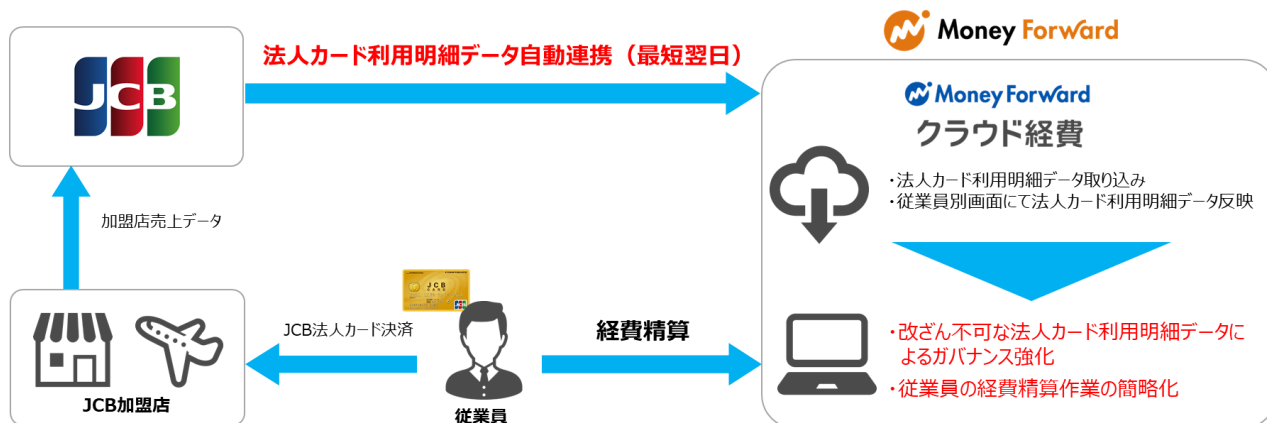 JCB
法人カード利用明細データ自動連携（最短翌日）
Money Forward
Money Forward
クラウド経費
・法人カード利用明細データ取り込み
・従業員別画面にて法人カード利用明細データ反映
加盟店売上データ
JCB
JCB法人カード決済
経費精算
・改ざん不可な法人カード利用明細データに
よるガバナンス強化
・従業員の経費精算作業の簡略化
JCB加盟店
従業員